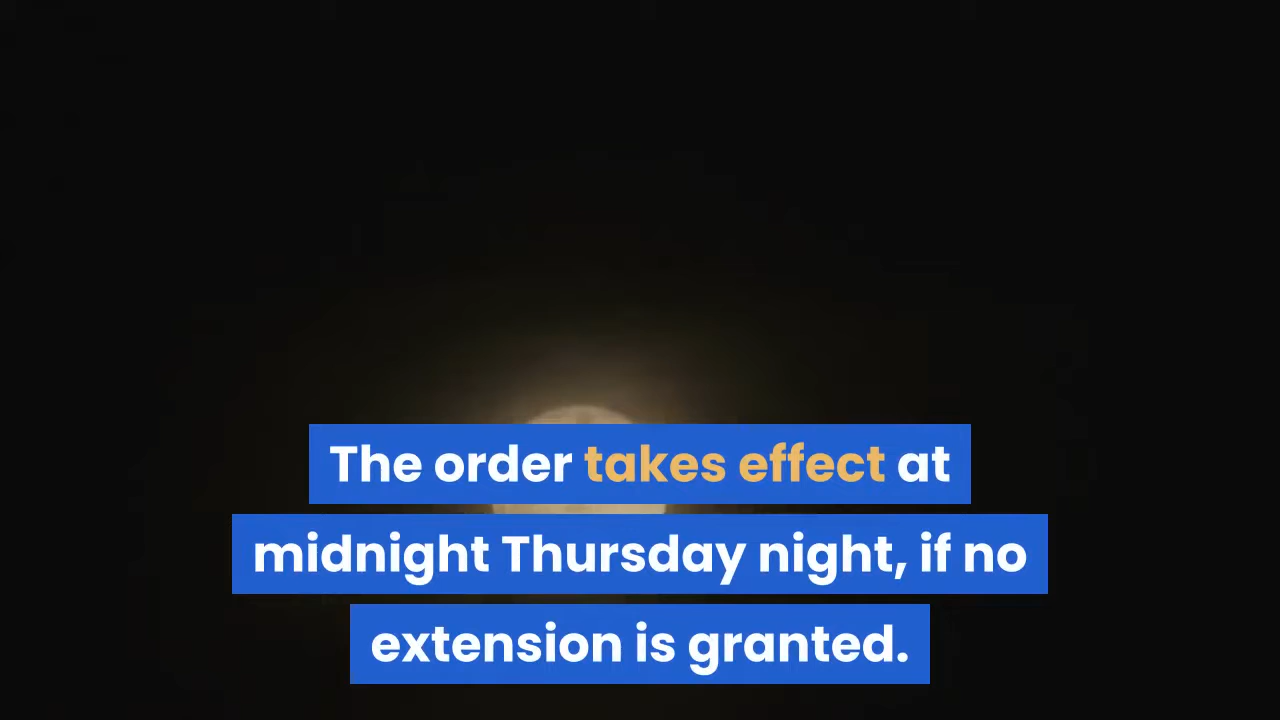 The order takes effect at
midnight Thursday night, if no
extension is granted.